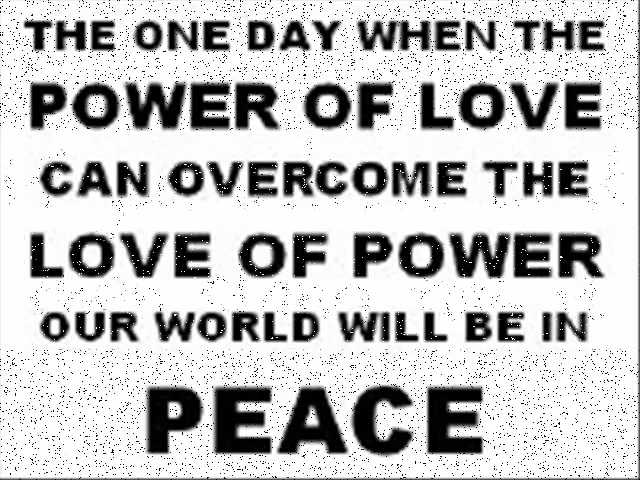 THE ONE DAY WHEN THE
POWER OF LOVE
CAN OVERCOME THE
LOVE OF POWER
OUR WORLD WILL BE IN
PEACE